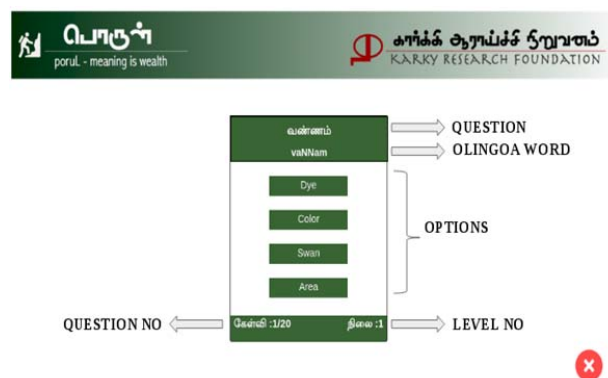 பொருள்
porul. - meaning is wealth
கார்க்கி ஆராய்ச்சி நிறுவனம்
KARKY RESEARCH FOUNDATION
வண்ணம்
QUESTION
vaNNam
OLINGOA WORD
Dye
Color
OPTIONS
Swan
Area
QUESTION NO
கேள்வி :1/20
நிலை :1
LEVEL NO